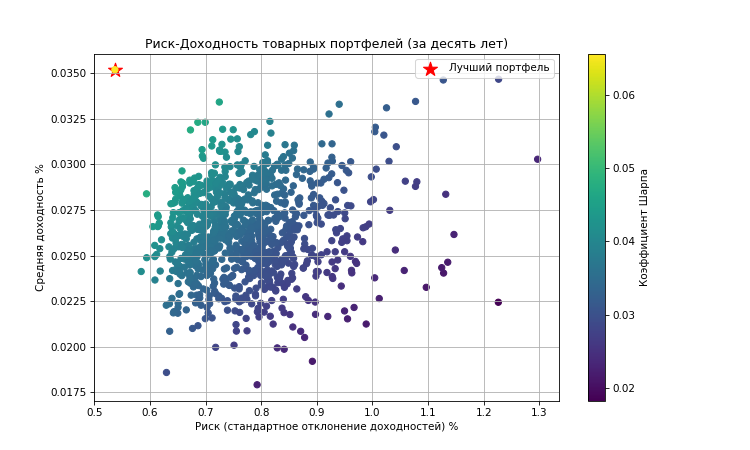 Риск-Доходность товарных портфелей (за десять лет)
Лучший портфель
Средняя доходность %
0.0350
0.0325
0.0300
0.0275
0.0250
0.0225
0.0200
0.0175
0.5 0.6 0.7 0.8 0.9 1.0 1.1 1.2 1.3
Риск (стандартное отклонение доходностей) %
0.06
0.05
0.04
0.03
0.02
Коэффициент Шарпа